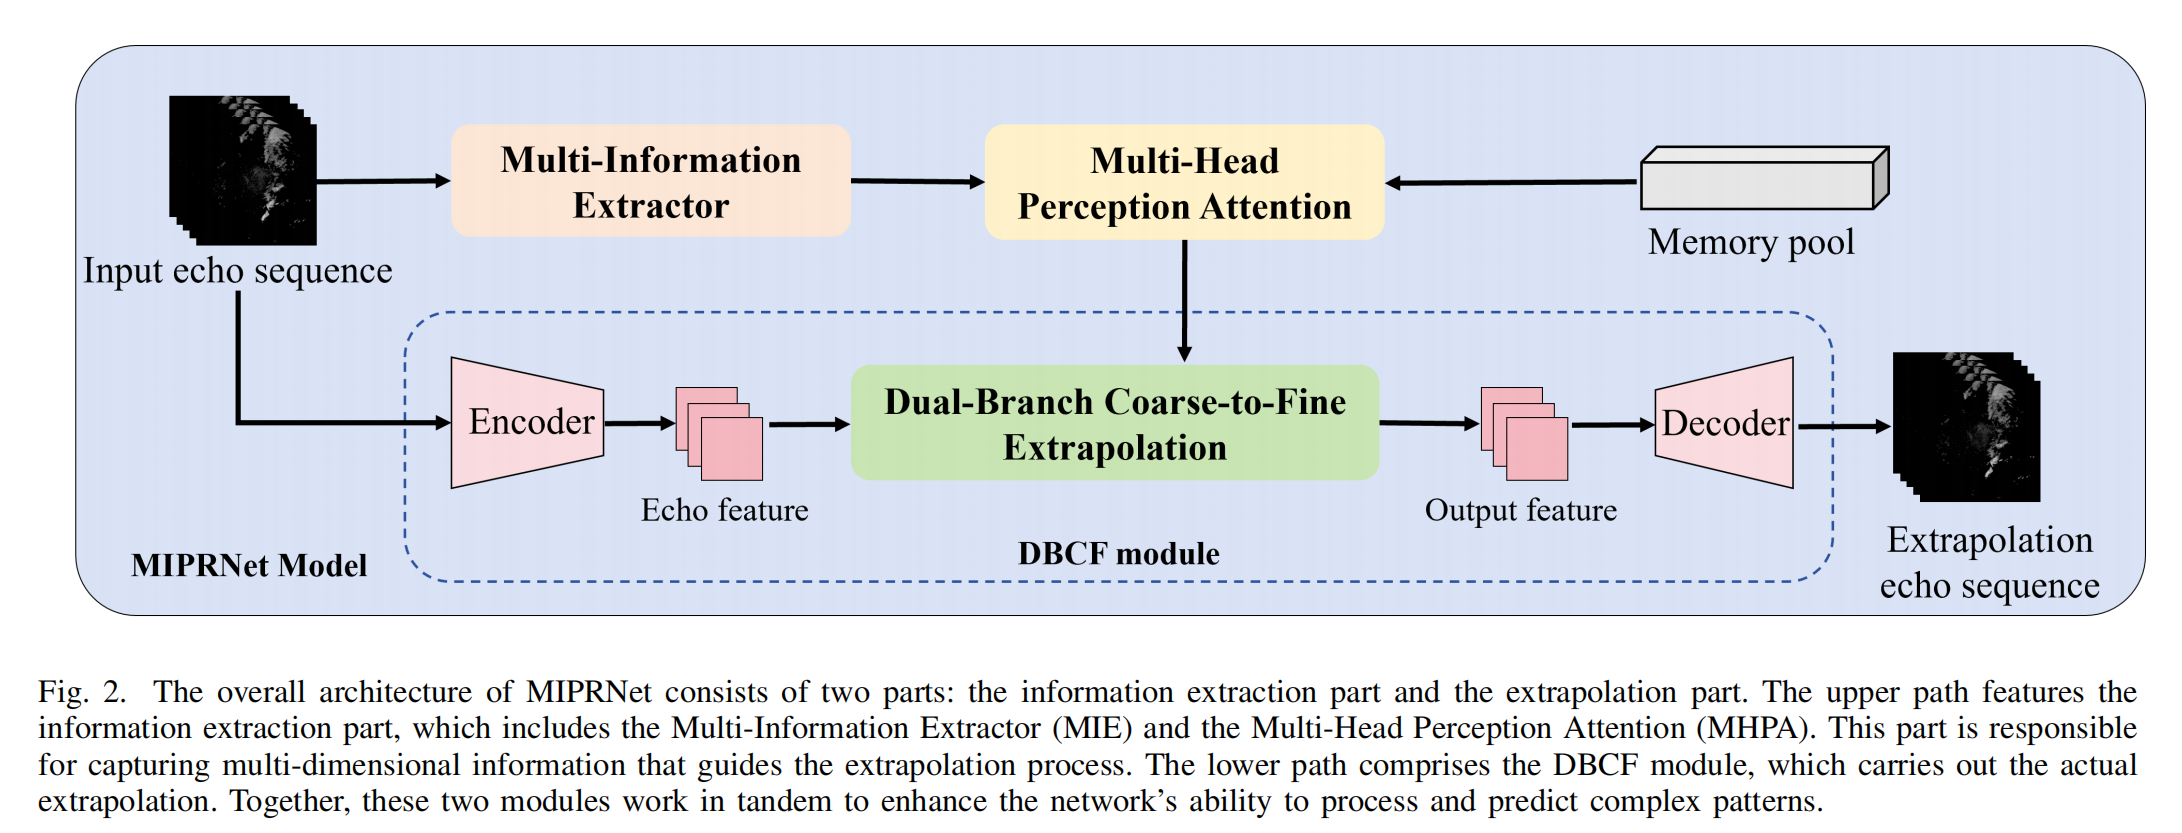 Multi-Information
Extractor
Multi-Head
Perception Attention
Memory pool
Input echo sequence
Encoder
Echo feature
Dual-Branch Coarse-to-Fine
Extrapolation
Output feature
Decoder
Extrapolation
echo sequence
MIPRNet Model
DBCF module
Fig. 2. The overall architecture of MIPRNet consists of two parts: the information extraction part and the extrapolation part. The upper path features the
information extraction part, which includes the Multi-Information Extractor (MIE) and the Multi-Head Perception Attention (MHPA). This part is responsible
for capturing multi-dimensional information that guides the extrapolation process. The lower path comprises the DBCF module, which carries out the actual
extrapolation. Together, these two modules work in tandem to enhance the network's ability to process and predict complex patterns.